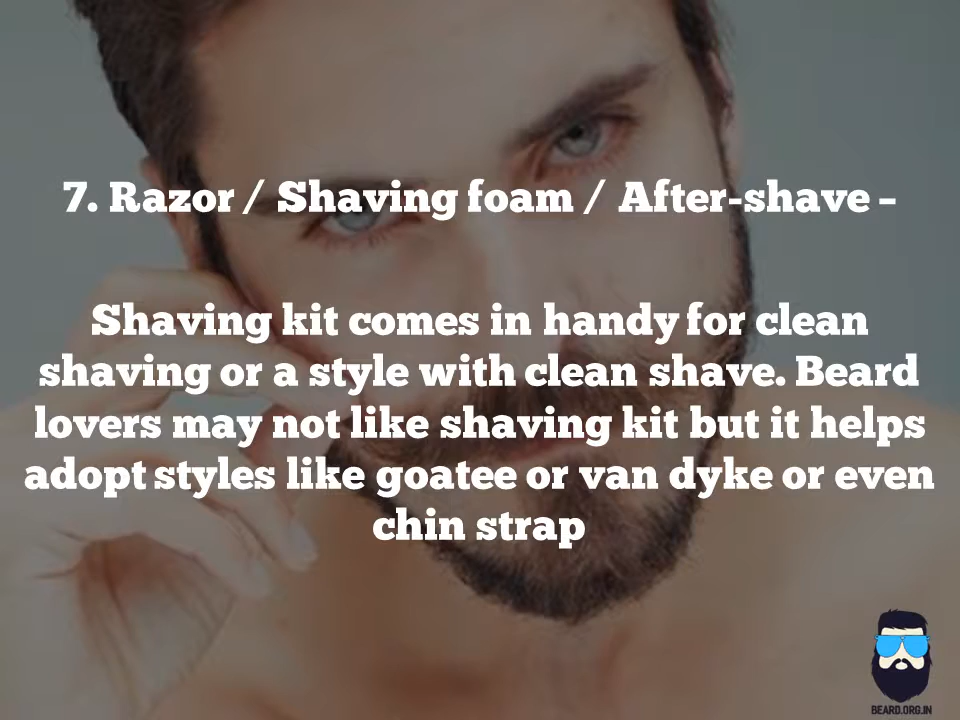 7. Razor / Shaving foam / After-shave –
Shaving kit comes in handy for clean
shaving or a style with clean shave. Beard
lovers may not like shaving kit but it helps
adopt styles like goatee or van dyke or even
chin strap
BEARD.ORG.IN